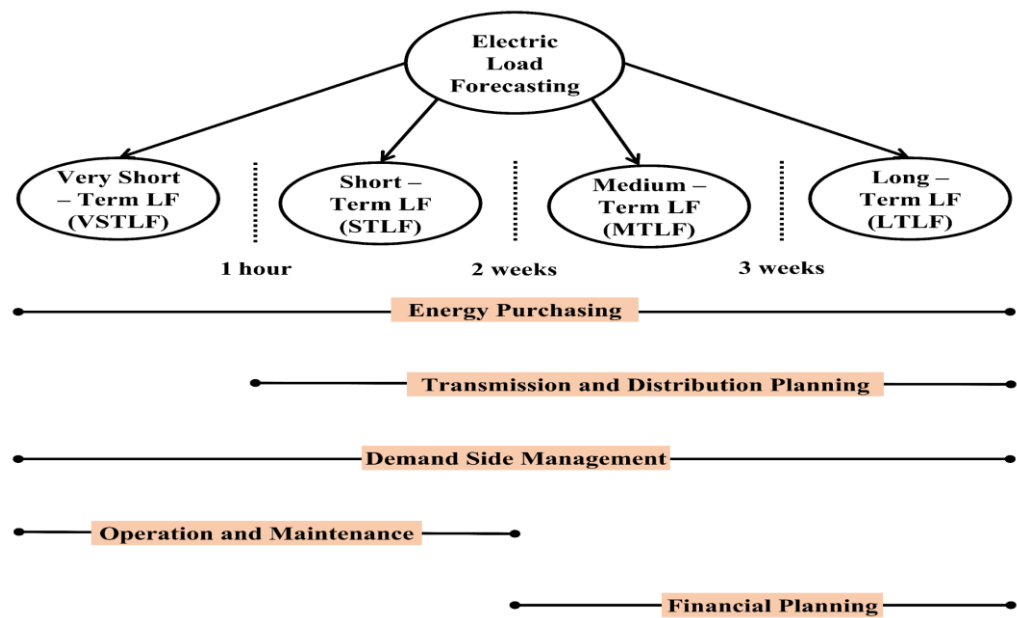 Electric
Load
Forecasting
Very Short
– Term LF
(VSTLF)
Short –
Term LF
(STLF)
Medium –
Term LF
(MTLF)
Long –
Term LF
(LTLF)
1 hour
2 weeks
3 weeks
Energy Purchasing
Transmission and Distribution Planning
Demand Side Management
Operation and Maintenance
Financial Planning